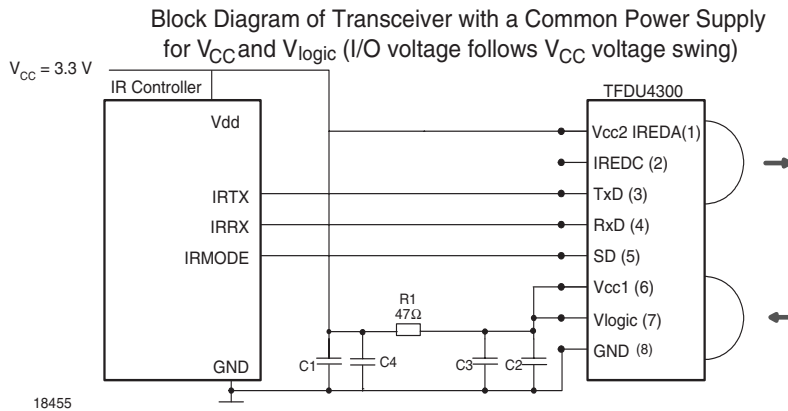 Block Diagram of Transceiver with a Common Power Supply
for VCC and Vlogic (I/O voltage follows VCC voltage swing)
VCC = 3.3 V
IR Controller
TFDU4300
Vdd
Vcc2 IREDA(1)
IREDC (2)
IRTX
TxD (3)
IRRX
RxD (4)
IRMODE
SD (5)
Vcc1 (6)
R1
47Ω
Vlogic (7)
GND (8)
GND
C1
C4
C3
C2
18455